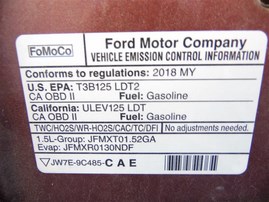 FoMoCo
Ford Motor Company
VEHICLE EMISSION CONTROL INFORMATION
Conforms to regulations: 2018 MY
U.S. EPA: T3B125 LDT2
CA OBD II Fuel: Gasoline
California: ULEV125 LDT
CA OBD II Fuel: Gasoline
TWC/HO2S/WR-HO2S/CAC/TC/DFI
No adjustments needed.
1.5L-Group: JFMXT01.52GA
Evap: JFMXR0130NDF
JW7E-9C485-CAE